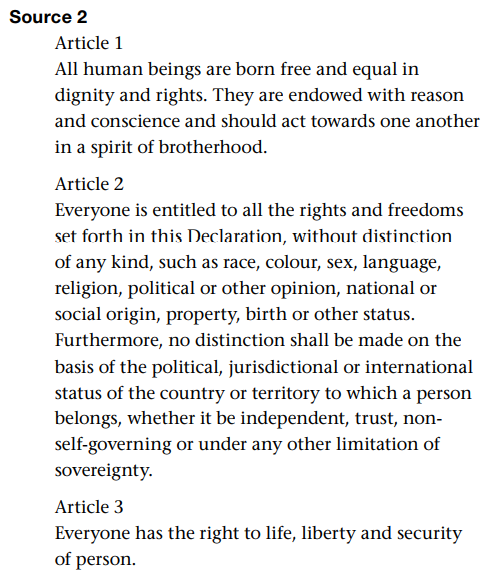 Source 2
Article 1
All human beings are born free and equal in
dignity and rights. They are endowed with reason
and conscience and should act towards one another
in a spirit of brotherhood.
Article 2
Everyone is entitled to all the rights and freedoms
set forth in this Declaration, without distinction
of any kind, such as race, colour, sex, language,
religion, political or other opinion, national or
social origin, property, birth or other status.
Furthermore, no distinction shall be made on the
basis of the political, jurisdictional or international
status of the country or territory to which a person
belongs, whether it be independent, trust, non-
self-governing or under any other limitation of
sovereignty.
Article 3
Everyone has the right to life, liberty and security
of person.